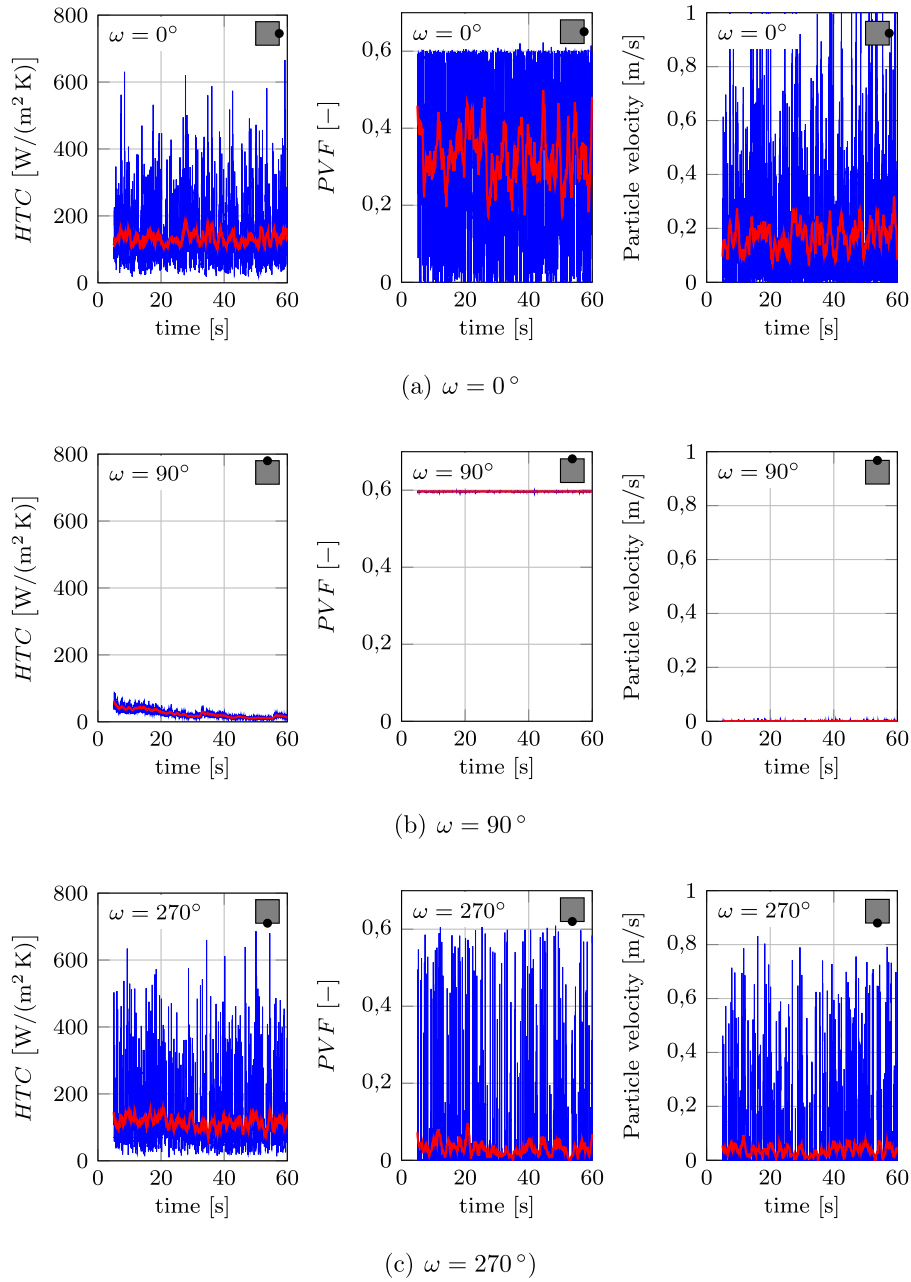 800
600
400
200
0
HTC [W/(m² K)]
ω = 0°
0 20 40 60
time [s]
0,6
0,4
0,2
0
PVF [−]
ω = 0°
0 20 40 60
time [s]
1
0,8
0,6
0,4
0,2
0
Particle velocity [m/s]
ω = 0°
0 20 40 60
time [s]
(a) ω = 0 °
800
600
400
200
0
HTC [W/(m² K)]
ω = 90°
0 20 40 60
time [s]
0,6
0,4
0,2
0
PVF [−]
ω = 90°
0 20 40 60
time [s]
1
0,8
0,6
0,4
0,2
0
Particle velocity [m/s]
ω = 90°
0 20 40 60
time [s]
(b) ω = 90 °
800
600
400
200
0
HTC [W/(m² K)]
ω = 270°
0 20 40 60
time [s]
0,6
0,4
0,2
0
PVF [−]
ω = 270°
0 20 40 60
time [s]
1
0,8
0,6
0,4
0,2
0
Particle velocity [m/s]
ω = 270°
0 20 40 60
time [s]
(c) ω = 270 °)